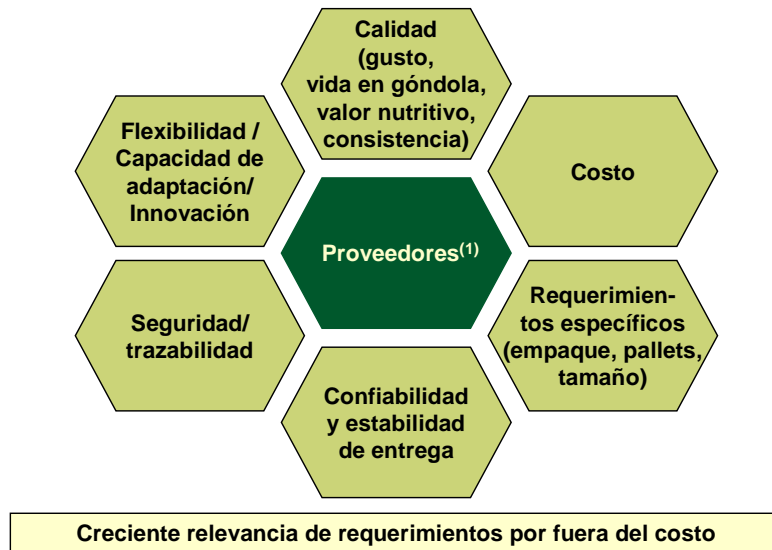 Calidad
(gusto,
vida en góndola,
valor nutritivo,
consistencia)
Flexibilidad /
Capacidad de
adaptación/
Innovación
Costo
Proveedores(1)
Seguridad/
trazabilidad
Requerimien-
tos específicos
(empaque, pallets,
tamaño)
Confiabilidad
y estabilidad
de entrega
Creciente relevancia de requerimientos por fuera del costo